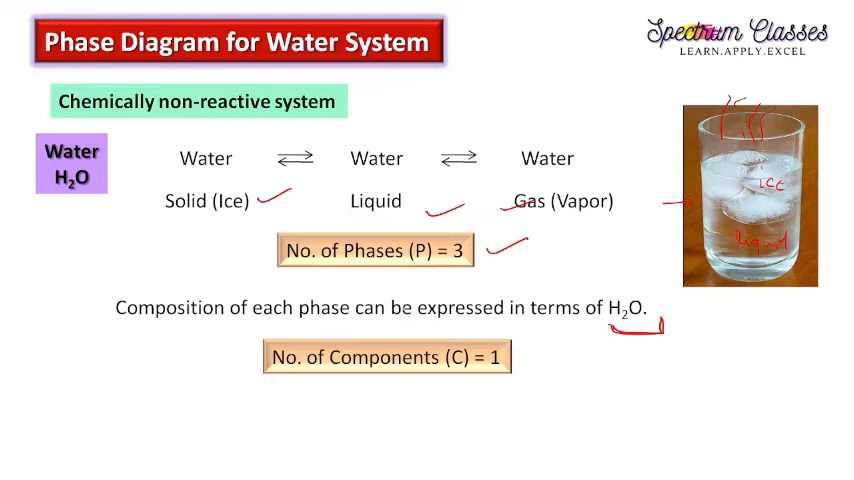 Phase Diagram for Water System
Spectrum Classes
LEARN.APPLY.EXCEL
Chemically non-reactive system
Water
H₂O
Water ⇌ Water ⇌ Water
Solid (Ice) Liquid Gas (Vapor)
ice
liquid
No. of Phases (P) = 3
Composition of each phase can be expressed in terms of H₂O.
No. of Components (C) = 1